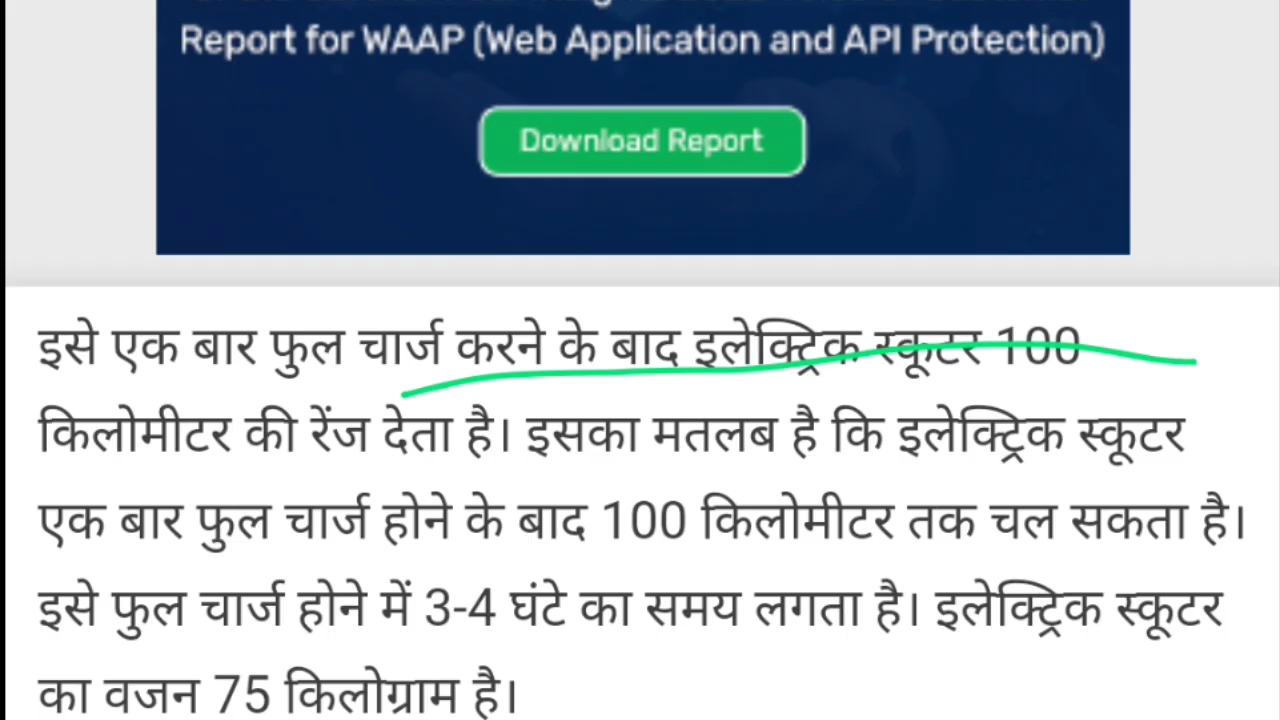 Report for WAAP (Web Application and API Protection)
Download Report
इसे एक बार फुल चार्ज करने के बाद इलेक्ट्रिक स्कूटर 100
किलोमीटर की रेंज देता है। इसका मतलब है कि इलेक्ट्रिक स्कूटर
एक बार फुल चार्ज होने के बाद 100 किलोमीटर तक चल सकता है।
इसे फुल चार्ज होने में 3-4 घंटे का समय लगता है। इलेक्ट्रिक स्कूटर
का वजन 75 किलोग्राम है।